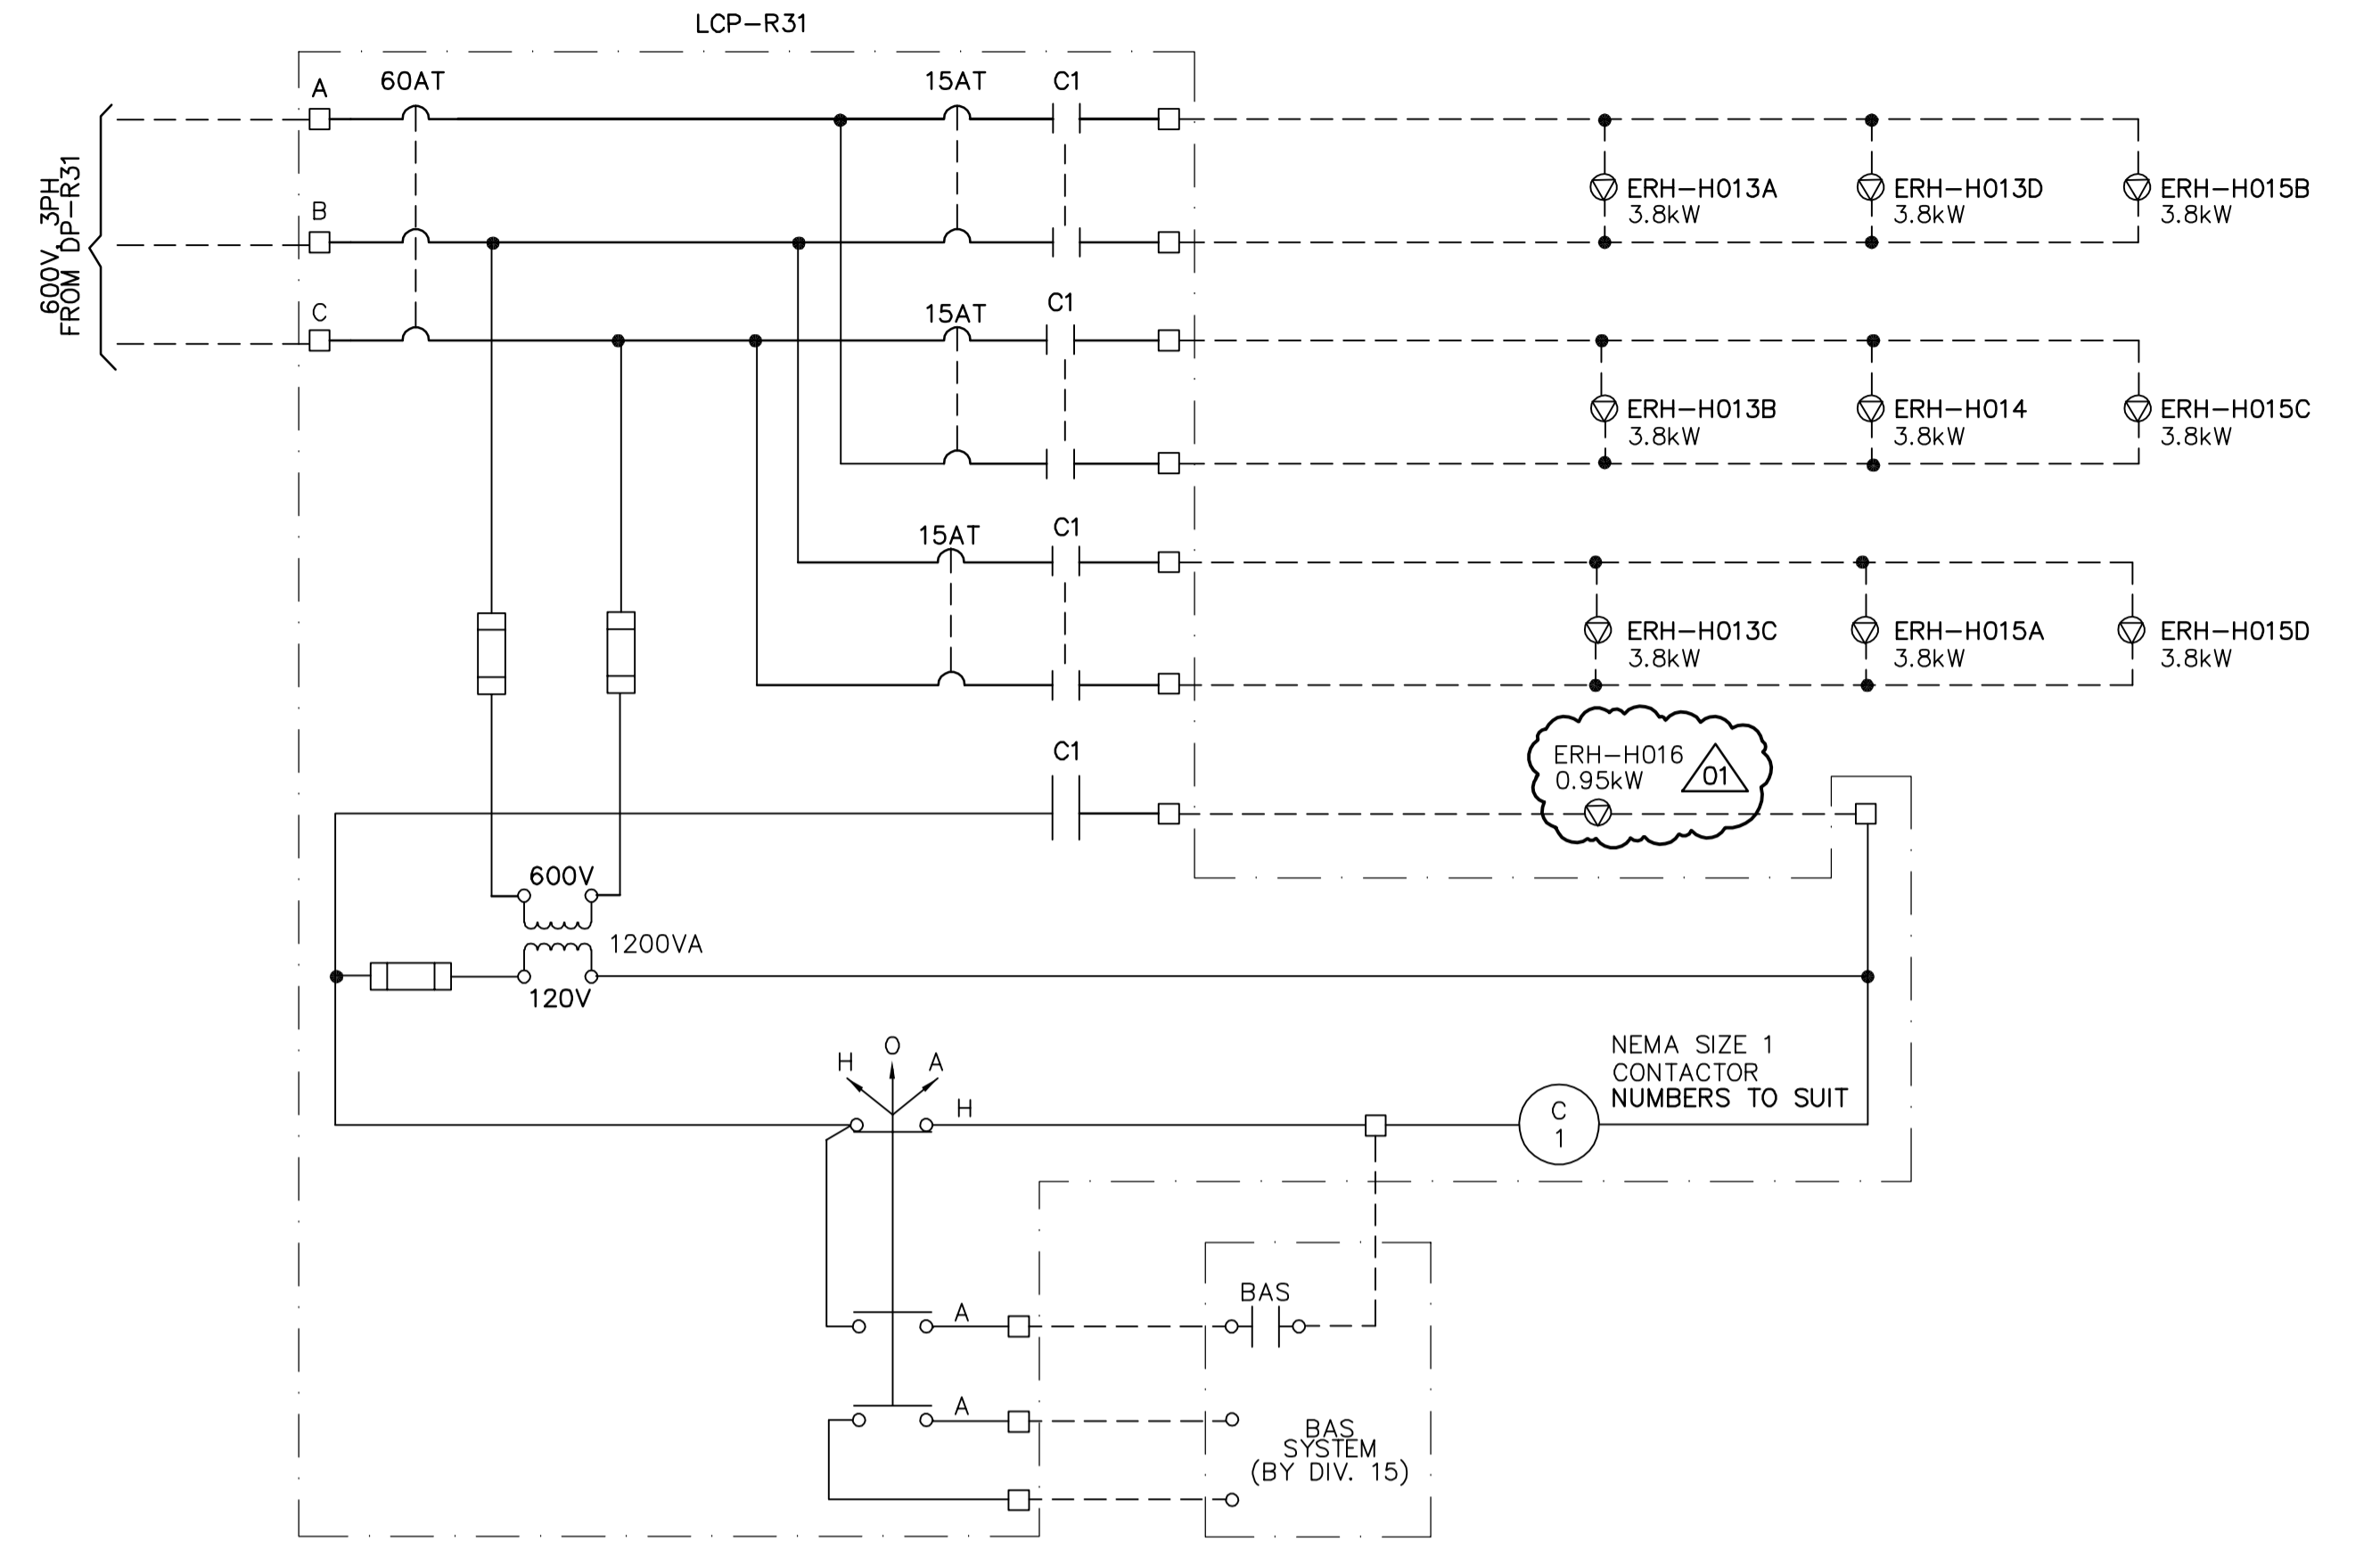 LCP-R31
A
60AT
15AT
C1
600V, 3PH
FROM DP-R31
B
C
15AT
C1
15AT
C1
ERH-H013A
3.8kW
ERH-H013D
3.8kW
ERH-H015B
3.8kW
ERH-H013B
3.8kW
ERH-H014
3.8kW
ERH-H015C
3.8kW
ERH-H013C
3.8kW
ERH-H015A
3.8kW
ERH-H015D
3.8kW
C1
ERH-H016
0.95kW
01
600V
1200VA
120V
H
O
A
H
NEMA SIZE 1
CONTACTOR
NUMBERS TO SUIT
C
1
A
BAS
A
BAS
SYSTEM
(BY DIV. 15)